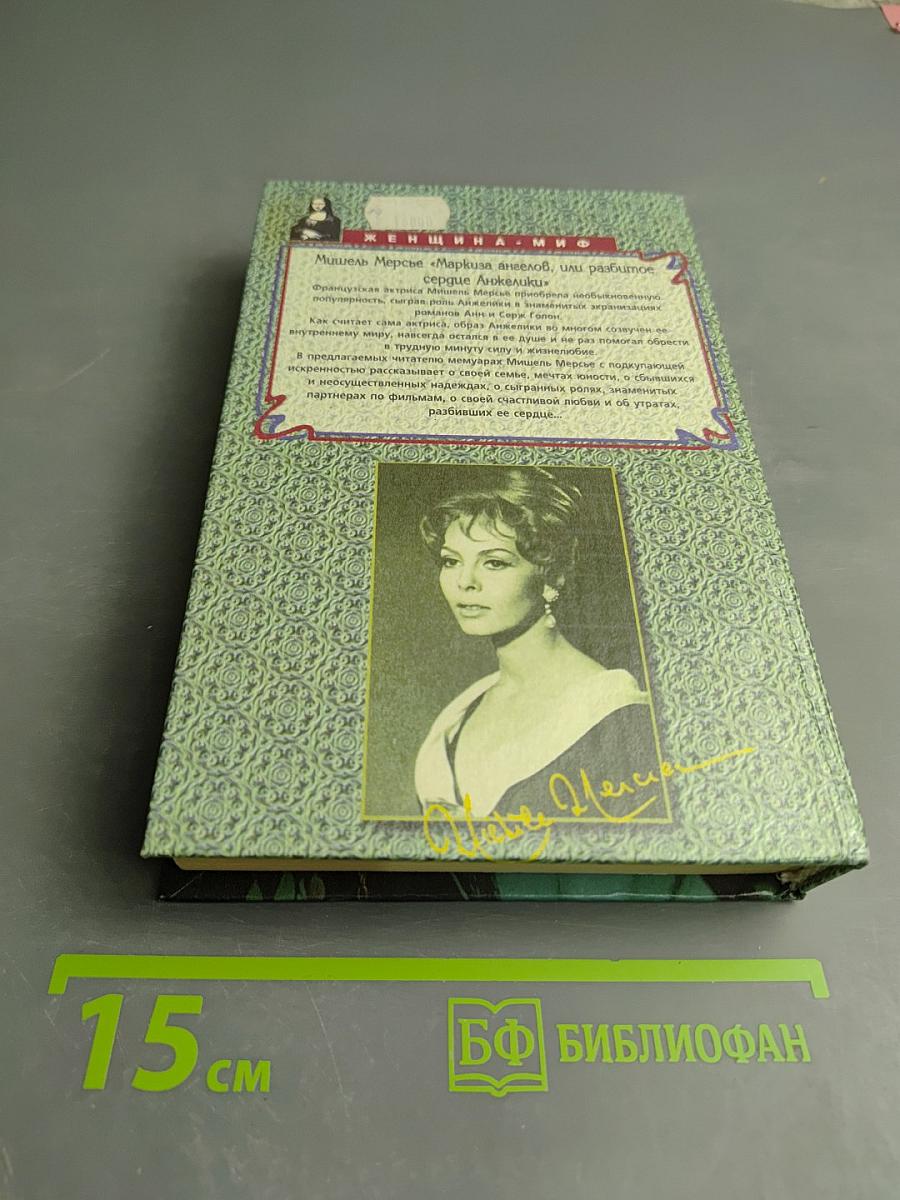 ЖЕНЩИНА-МИФ
Мишель Мерсье «Маркиза ангелов, или разбитое
сердце Анжелики»
Французская актриса Мишель Мерсье приобрела необыкновенную
популярность, сыграв роль Анжелики в знаменитых экранизациях
романов Анн и Серж Голон.
Как считает сама актриса, образ Анжелики во многом созвучен ее
внутреннему миру, навсегда остался в ее душе и не раз помогал обрести
в трудную минуту силу и жизнелюбие.
В предлагаемых читателю мемуарах Мишель Мерсье с подкупающей
искренностью рассказывает о своей семье, мечтах юности, о сбывшихся
и неосуществленных надеждах, о сыгранных ролях, знаменитых
партнерах по фильмам, о своей счастливой любви и об утратах,
разбивших ее сердце...
15 см
БФ БИБЛИОФАН